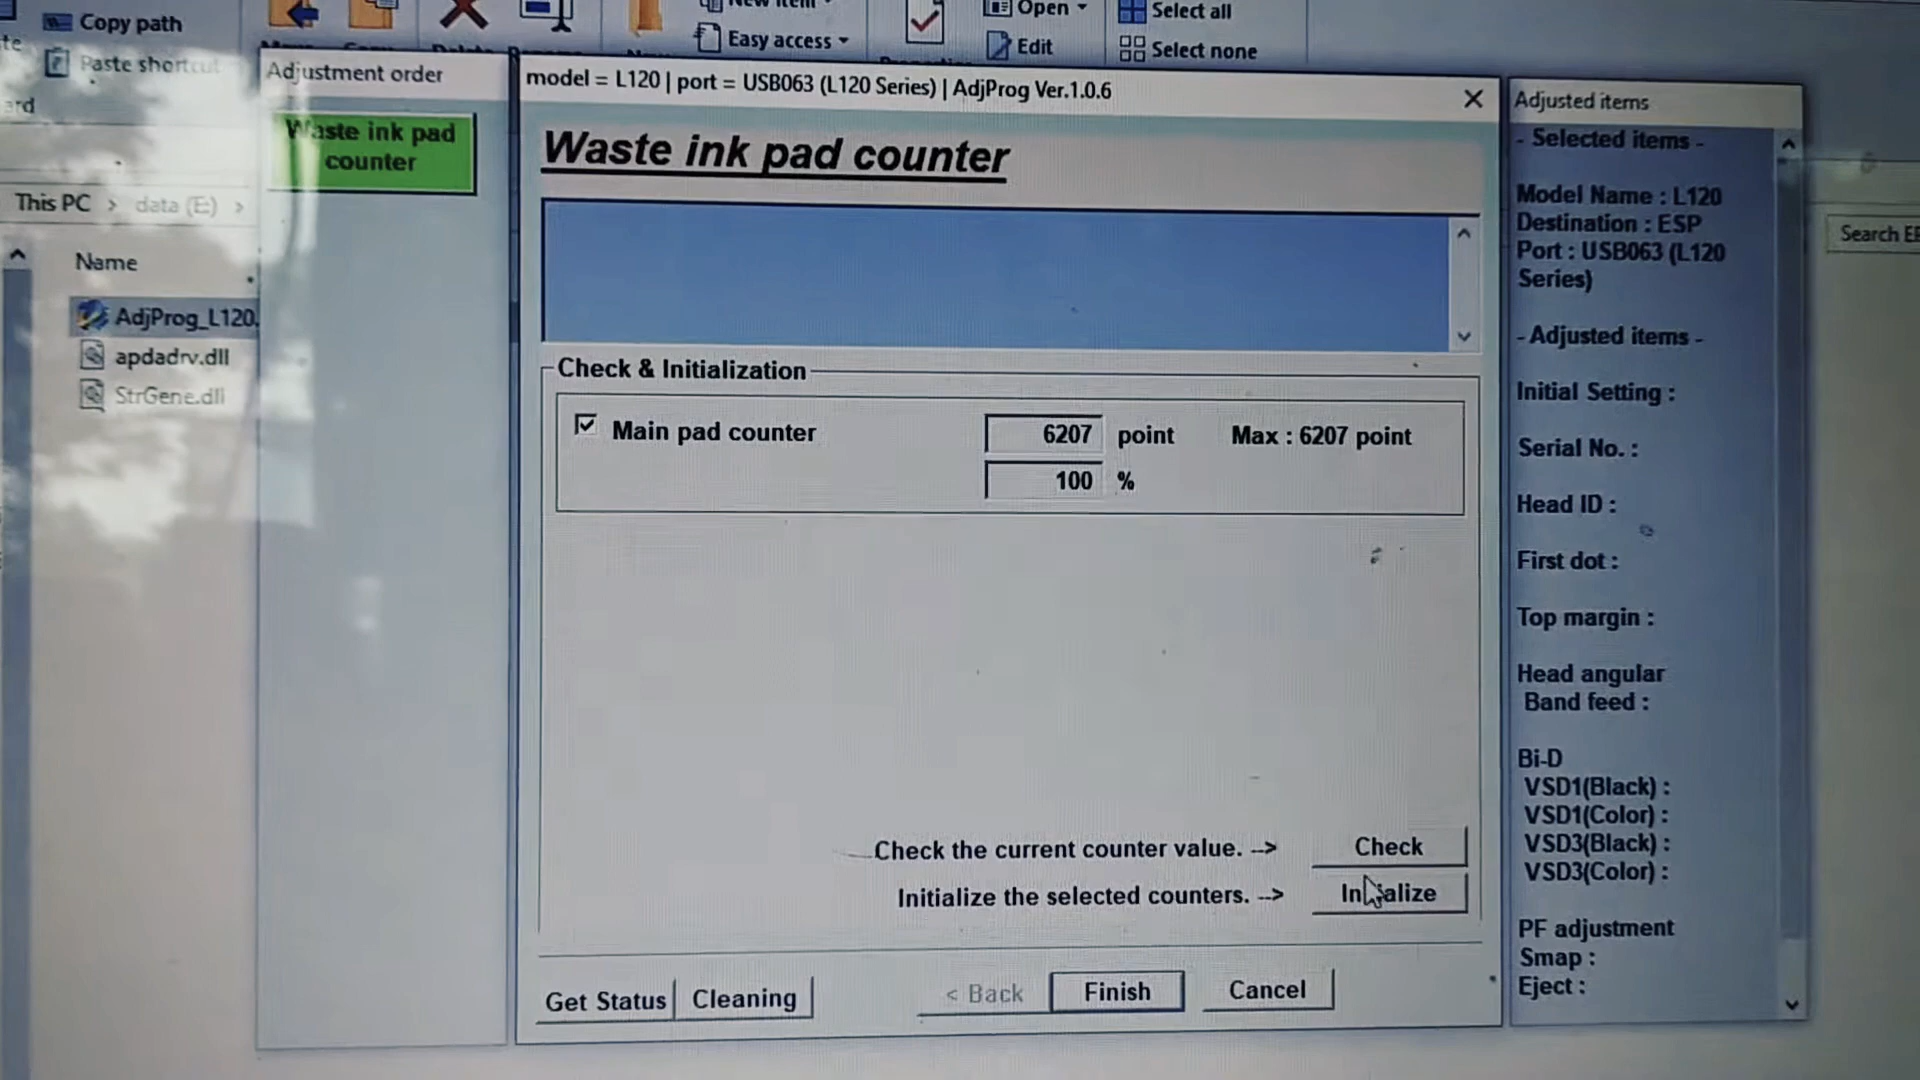 Copy path
Paste shortcut
Easy access
Open
Edit
Select all
Select none
Adjustment order
Waste ink pad
counter
This PC > data (E:) >
Name
AdjProg_L120.
apdadrv.dll
StrGene.dll
model = L120 | port = USB063 (L120 Series) | AdjProg Ver.1.0.6
Waste ink pad counter
Check & Initialization
Main pad counter
6207 point Max : 6207 point
100 %
Check the current counter value. -->
Check
Initialize the selected counters. -->
Initialize
Get Status
Cleaning
< Back
Finish
Cancel
Adjusted items
- Selected items -
Model Name : L120
Destination : ESP
Port : USB063 (L120
Series)
- Adjusted items -
Initial Setting :
Serial No. :
Head ID :
First dot :
Top margin :
Head angular
Band feed :
Bi-D
VSD1(Black) :
VSD1(Color) :
VSD3(Black) :
VSD3(Color) :
PF adjustment
Smap :
Eject :
Search